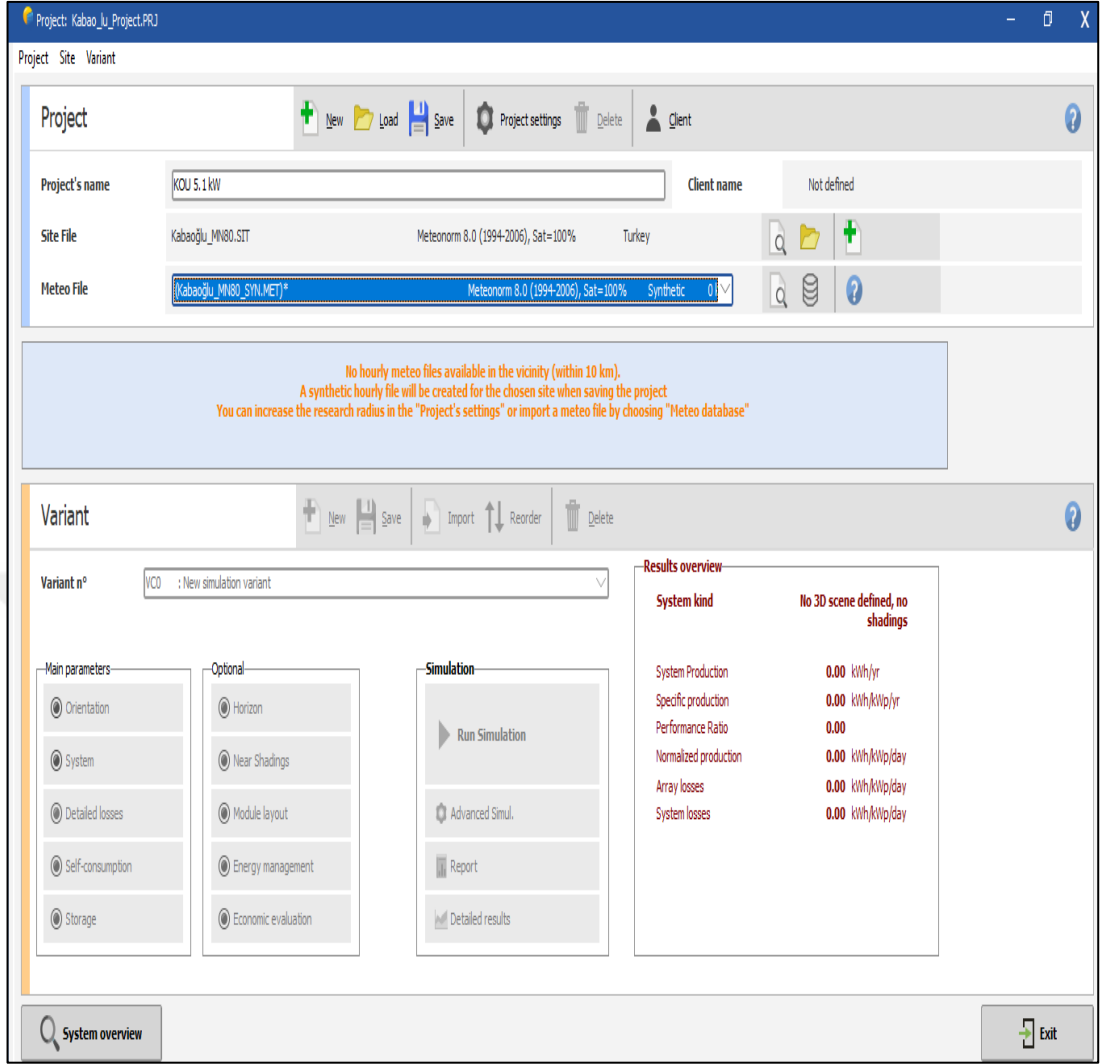 Project: Kabao_lu_Project.PRJ
Project Site Variant
Project New Load Save Project settings Delete Client
Project's name KOU 5.1 kW Client name Not defined
Site File Kabaoğlu_MN80.SIT Meteonorm 8.0 (1994-2006), Sat=100% Turkey
Meteo File (Kabaoğlu_MN80_SYN.MET)* Meteonorm 8.0 (1994-2006), Sat=100% Synthetic 0
No hourly meteo files available in the vicinity (within 10 km).
A synthetic hourly file will be created for the chosen site when saving the project
You can increase the research radius in the "Project's settings" or import a meteo file by choosing "Meteo database"
Variant New Save Import Reorder Delete
Variant nº VC0 : New simulation variant
Results overview
System kind No 3D scene defined, no
shadings
System Production 0.00 kWh/yr
Specific production 0.00 kWh/kWp/yr
Performance Ratio 0.00
Normalized production 0.00 kWh/kWp/day
Array losses 0.00 kWh/kWp/day
System losses 0.00 kWh/kWp/day
Main parameters
Orientation
System
Detailed losses
Self-consumption
Storage
Optional
Horizon
Near Shadings
Module layout
Energy management
Economic evaluation
Simulation
Run Simulation
Advanced Simul.
Report
Detailed results
System overview
Exit